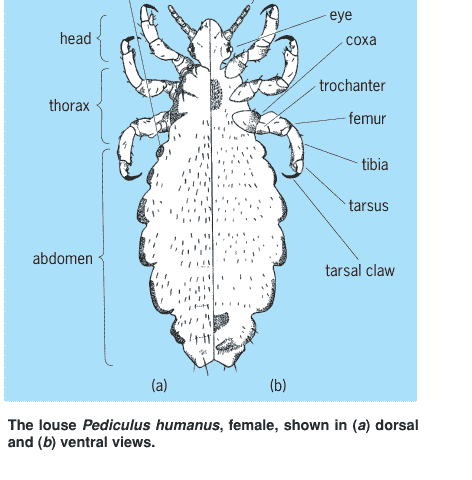 eye
head
coxa
trochanter
thorax
femur
tibia
tarsus
abdomen
tarsal claw
(a)
(b)
The louse Pediculus humanus, female, shown in (a) dorsal
and (b) ventral views.